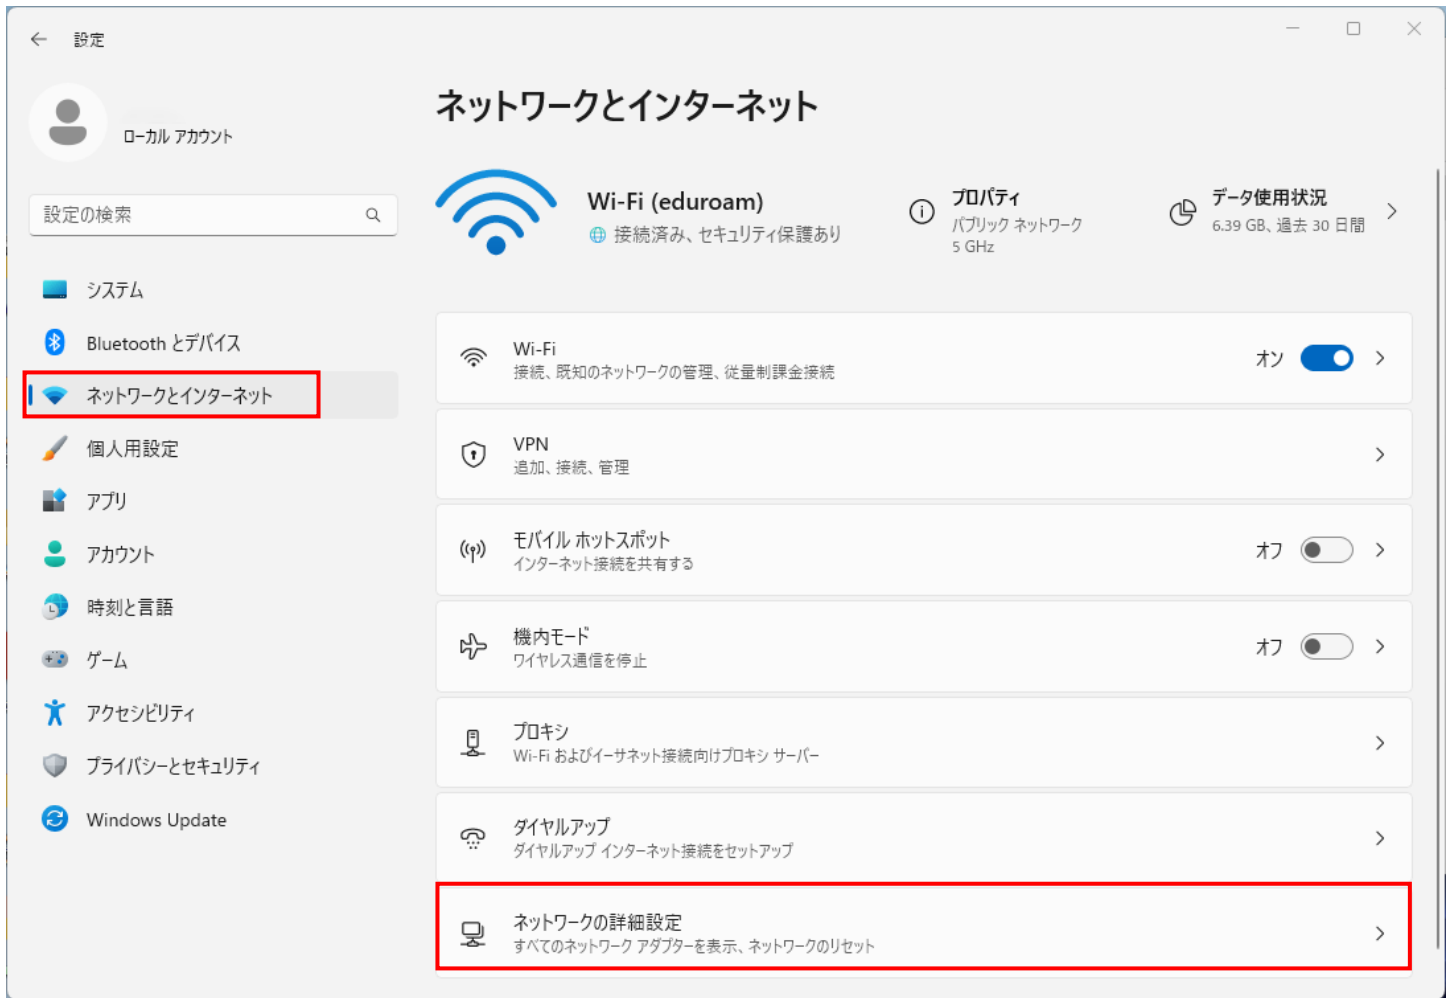 設定
ローカル アカウント
設定の検索
システム
Bluetooth とデバイス
ネットワークとインターネット
個人用設定
アプリ
アカウント
時刻と言語
ゲーム
アクセシビリティ
プライバシーとセキュリティ
Windows Update
ネットワークとインターネット
Wi-Fi (eduroam)
接続済み、セキュリティ保護あり
プロパティ
パブリック ネットワーク
5 GHz
データ使用状況
6.39 GB、過去 30 日間
Wi-Fi
接続、既知のネットワークの管理、従量制課金接続
オン
VPN
追加、接続、管理
モバイル ホットスポット
インターネット接続を共有する
オフ
機内モード
ワイヤレス通信を停止
オフ
プロキシ
Wi-Fi およびイーサネット接続向けプロキシ サーバー
ダイヤルアップ
ダイヤルアップ インターネット接続をセットアップ
ネットワークの詳細設定
すべてのネットワーク アダプターを表示、ネットワークのリセット